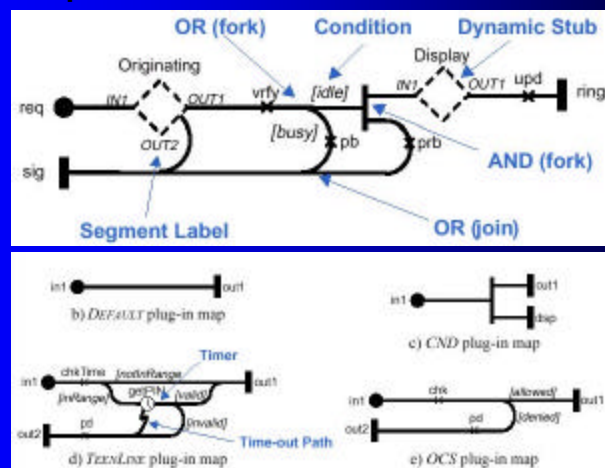 OR (fork) Condition Dynamic Stub
Originating Display
req IN1 OUT1 vrfy [idle] IN1 OUT1 upd ring
OUT2 [busy] pb prb AND (fork)
sig
Segment Label OR (join)
in1 out1
b) DEFAULT plug-in map
in1 out1
disp
c) CND plug-in map
Timer
chkTime [notInRange]
in1 getPIN out1
[inRange] [valid]
out2 pd [invalid]
Time-out Path
d) TEENLINE plug-in map
chk [allowed]
in1 out1
out2 pd [denied]
e) OCS plug-in map